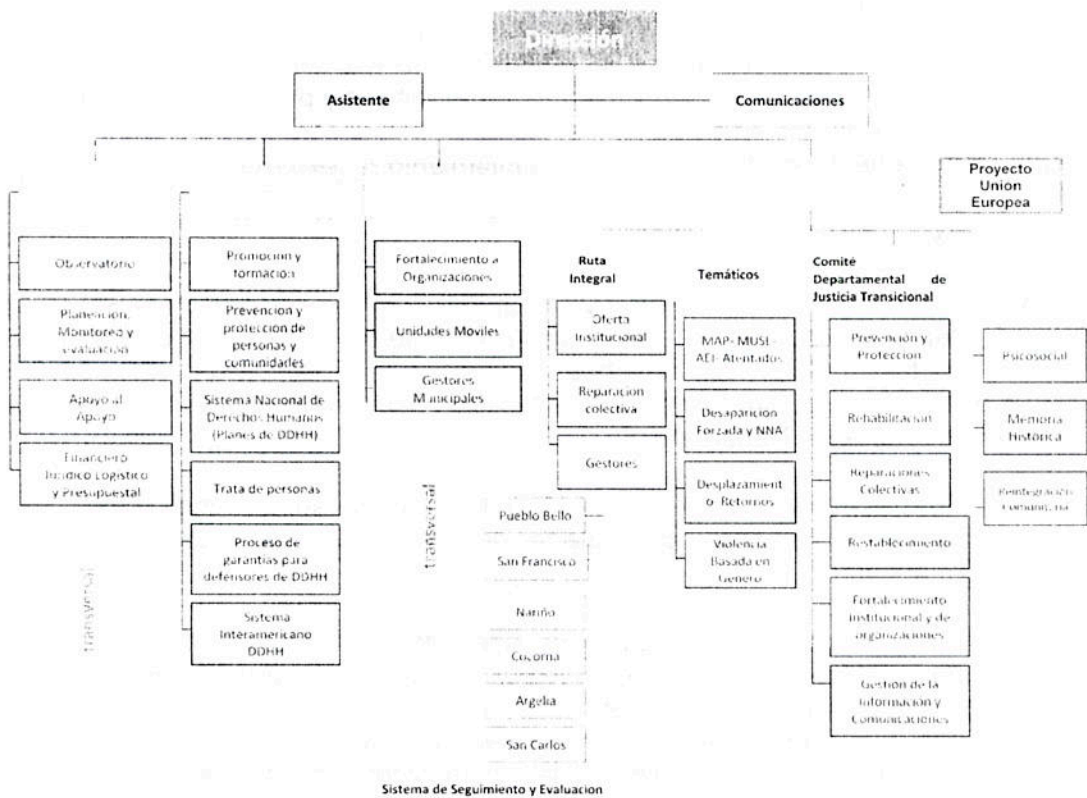 Dirección
Asistente
Comunicaciones
Proyecto
Union
Europea
Observatorio
Planeación,
Monitoreo y
evaluación
Apoyo al
Apoyo
Financiero
Jurídico Logístico
y Presupuestal
transversal
Promoción y
formación
Prevención y
protección de
personas y
comunidades
Sistema Nacional de
Derechos Humanos
(Planes de DDHH)
Trata de personas
Proceso de
garantías para
defensores de DDHH
Sistema
Interamericano
DDHH
Fortalecimiento a
Organizaciones
Unidades Moviles
Gestores
Municipales
transversal
Ruta
Integral
Oferta
Institucional
Reparación
colectiva
Gestores
Pueblo Bello
San Francisco
Nariño
Cocorna
Argelia
San Carlos
Temáticos
MAP- MUSE-
AEI- Atentados
Desaparición
Forzada y NNA
Desplazamient
o- Retornos
Violencia
Basada en
Genero
Comité
Departamental de
Justicia Transicional
Prevención y
Protección
Rehabilitación
Reparaciones
Colectivas
Restablecimiento
Fortalecimiento
institucional y de
organizaciones
Gestión de la
Información y
Comunicaciones
Psicosocial
Memoria
Histórica
Reintegración
Comunitaria
Sistema de Seguimiento y Evaluacion